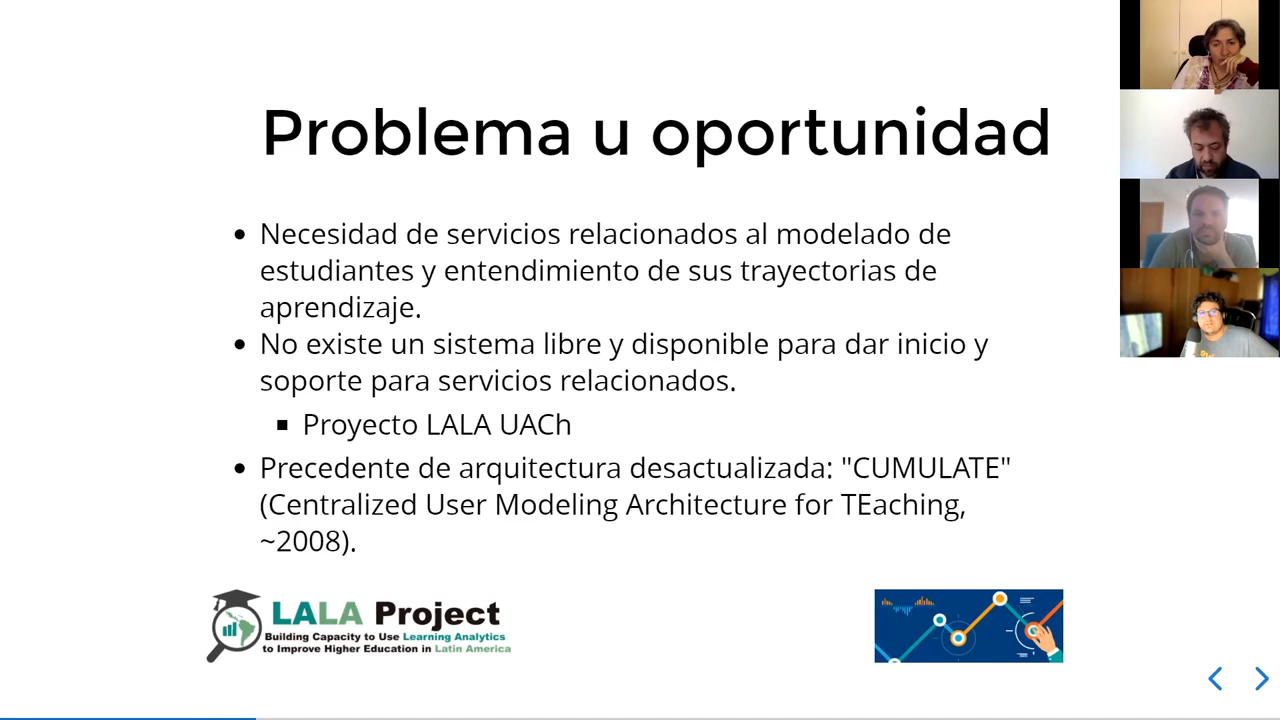 Problema u oportunidad
Necesidad de servicios relacionados al modelado de
estudiantes y entendimiento de sus trayectorias de
aprendizaje.
No existe un sistema libre y disponible para dar inicio y
soporte para servicios relacionados.
Proyecto LALA UACh
Precedente de arquitectura desactualizada: "CUMULATE"
(Centralized User Modeling Architecture for TEaching,
~2008).
LALA Project
Building Capacity to Use Learning Analytics
to Improve Higher Education in Latin America